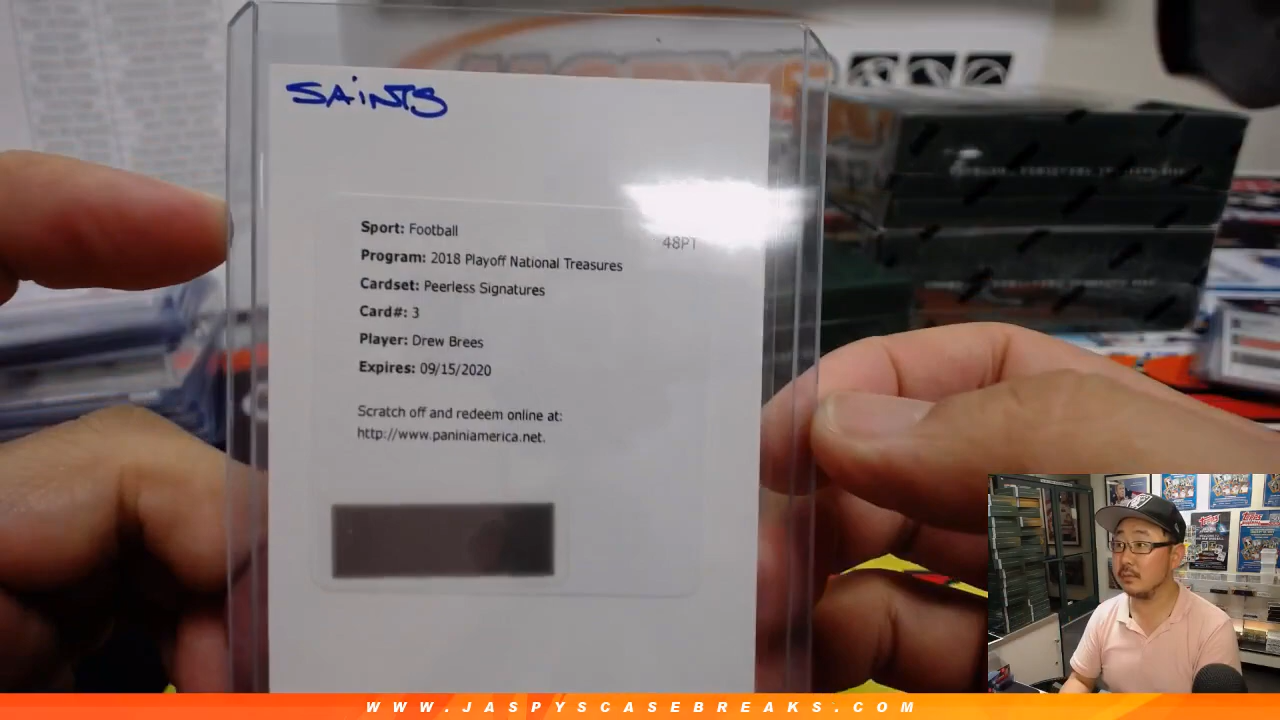 SAiNTS
48PT
Sport: Football
Program: 2018 Playoff National Treasures
Cardset: Peerless Signatures
Card#: 3
Player: Drew Brees
Expires: 09/15/2020
Scratch off and redeem online at:
http://www.paniniamerica.net.
WWW.JASPYSCASEBREAKS.COM